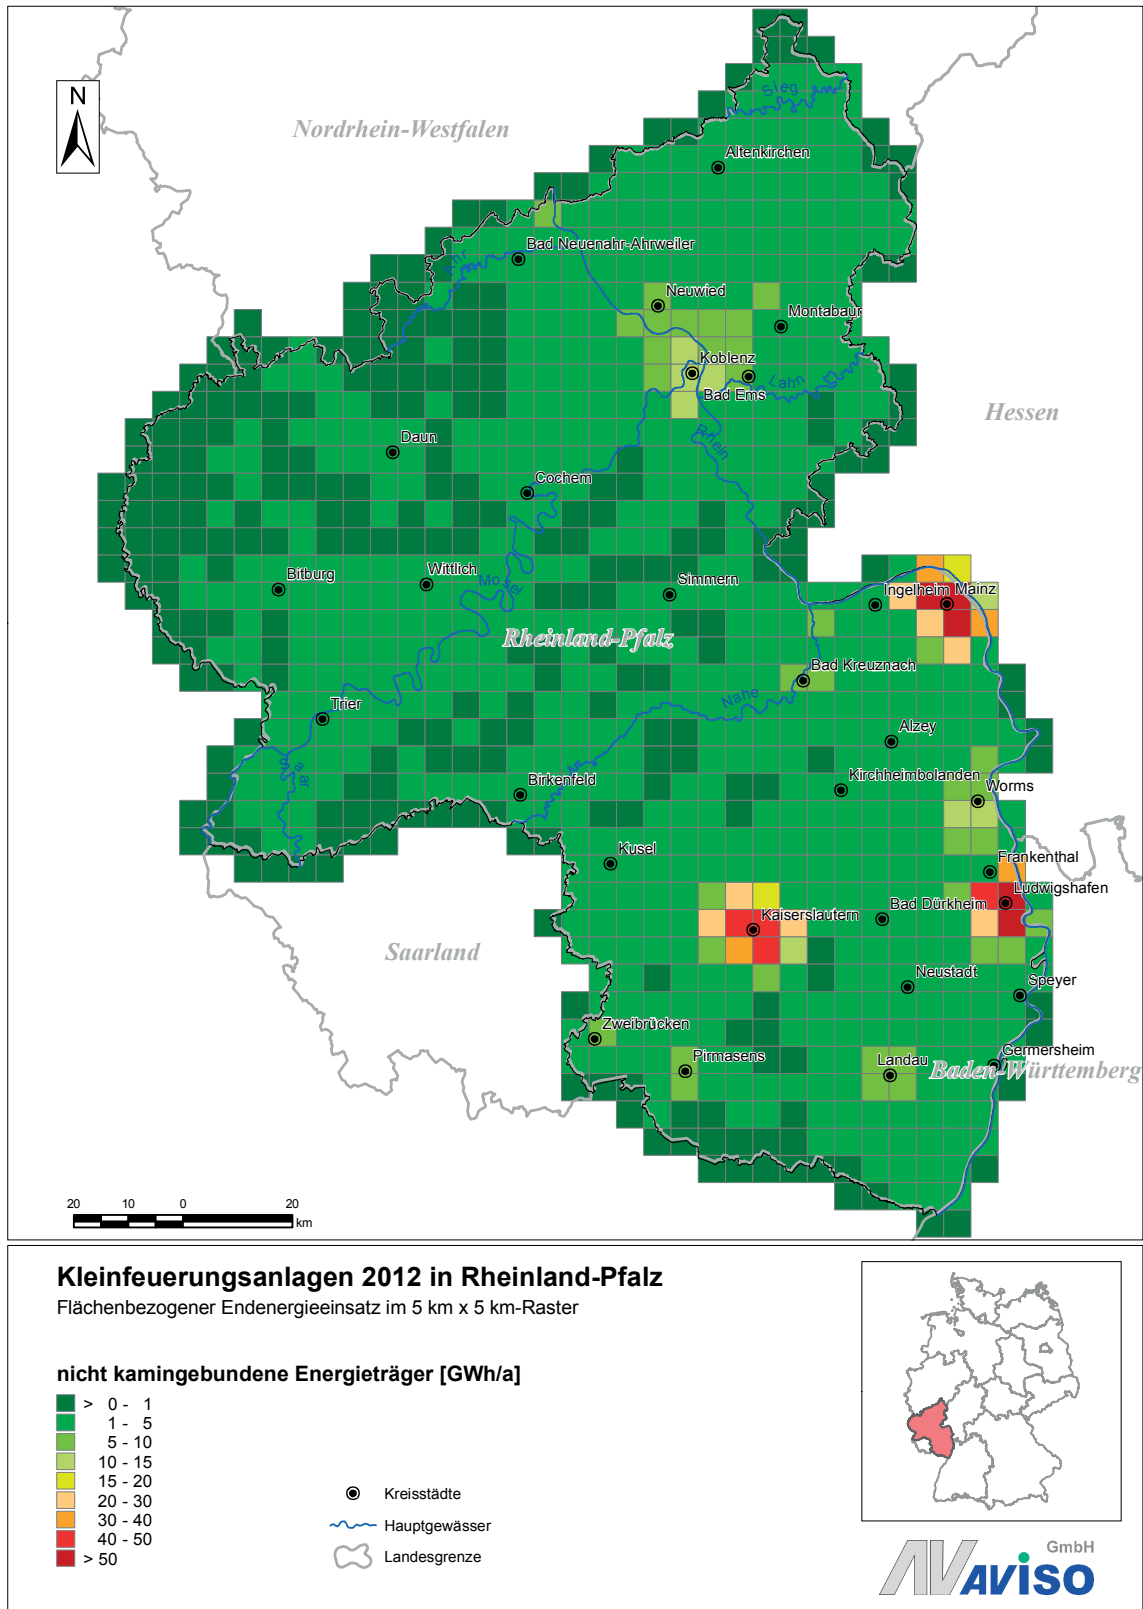 N
Nordrhein-Westfalen
Sieg
Altenkirchen
Ahr
Bad Neuenahr-Ahrweiler
Neuwied
Montabaur
Koblenz
Bad Ems
Lahn
Hessen
Rhein
Daun
Cochem
Bitburg
Wittlich
Mosel
Simmern
Ingelheim
Mainz
Rheinland-Pfalz
Bad Kreuznach
Nahe
Trier
Alzey
Saar
Birkenfeld
Kirchheimbolanden
Worms
Kusel
Frankenthal
Ludwigshafen
Kaiserslautern
Bad Dürkheim
Saarland
Neustadt
Speyer
Zweibrücken
Pirmasens
Landau
Germersheim
Baden-Württemberg
20 10 0 20
km
Kleinfeuerungsanlagen 2012 in Rheinland-Pfalz
Flächenbezogener Endenergieeinsatz im 5 km x 5 km-Raster
nicht kamingebundene Energieträger [GWh/a]
> 0 - 1
1 - 5
5 - 10
10 - 15
15 - 20
20 - 30
30 - 40
40 - 50
> 50
Kreisstädte
Hauptgewässer
Landesgrenze
GmbH
AVISO